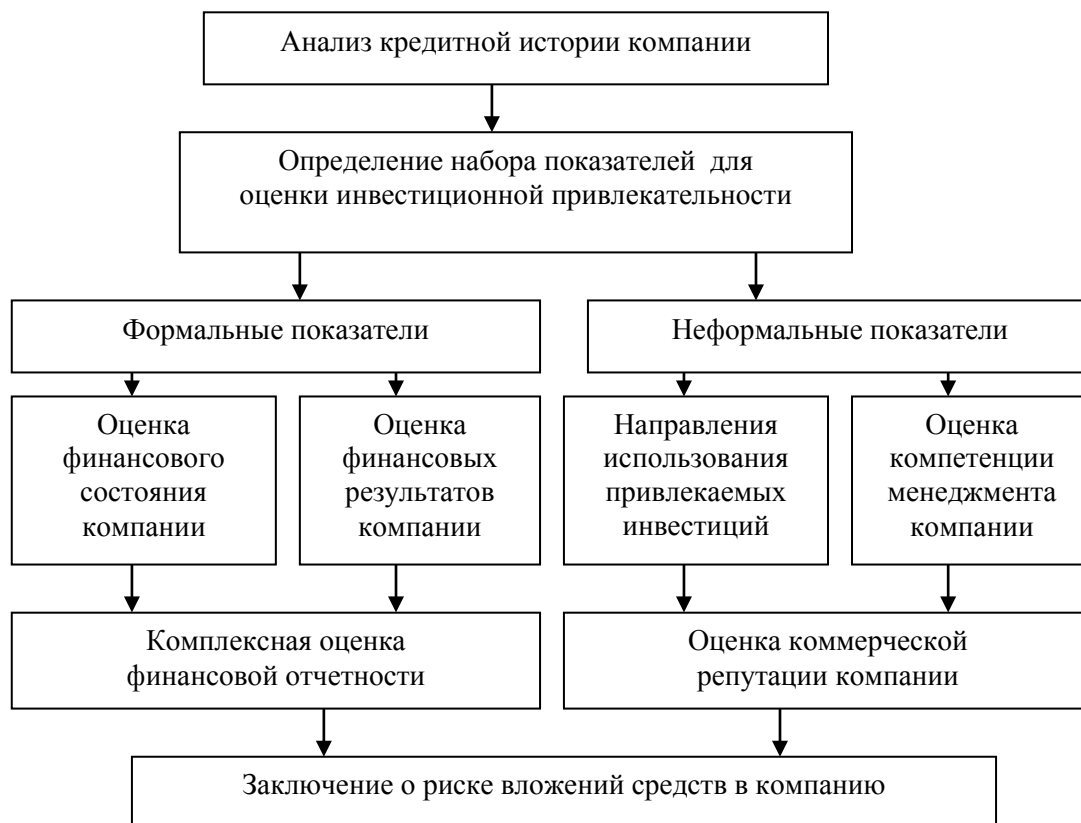 Анализ кредитной истории компании
Определение набора показателей для
оценки инвестиционной привлекательности
Формальные показатели
Неформальные показатели
Оценка
финансового
состояния
компании
Оценка
финансовых
результатов
компании
Направления
использования
привлекаемых
инвестиций
Оценка
компетенции
менеджмента
компании
Комплексная оценка
финансовой отчетности
Оценка коммерческой
репутации компании
Заключение о риске вложений средств в компанию